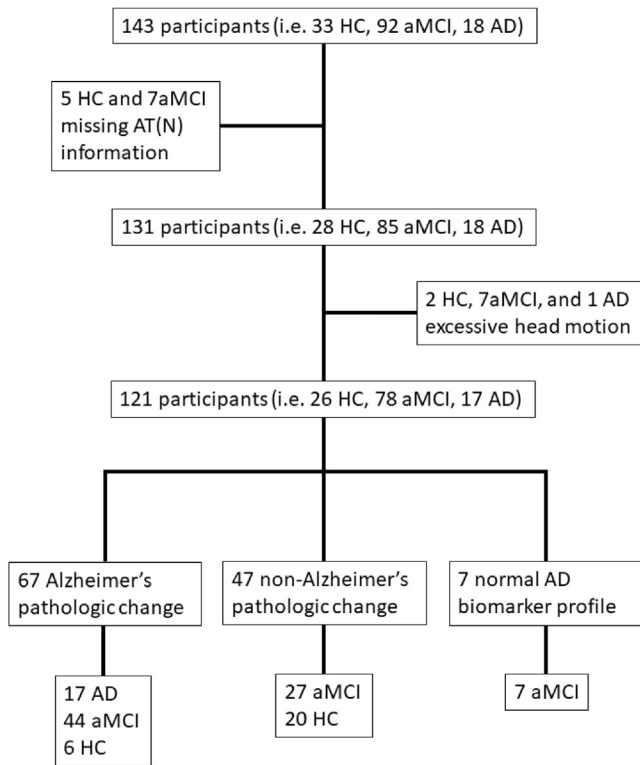 143 participants (i.e. 33 HC, 92 aMCI, 18 AD)
5 HC and 7aMCI
missing AT(N)
information
131 participants (i.e. 28 HC, 85 aMCI, 18 AD)
2 HC, 7aMCI, and 1 AD
excessive head motion
121 participants (i.e. 26 HC, 78 aMCI, 17 AD)
67 Alzheimer's
pathologic change
47 non-Alzheimer's
pathologic change
7 normal AD
biomarker profile
17 AD
44 aMCI
6 HC
27 aMCI
20 HC
7 aMCI